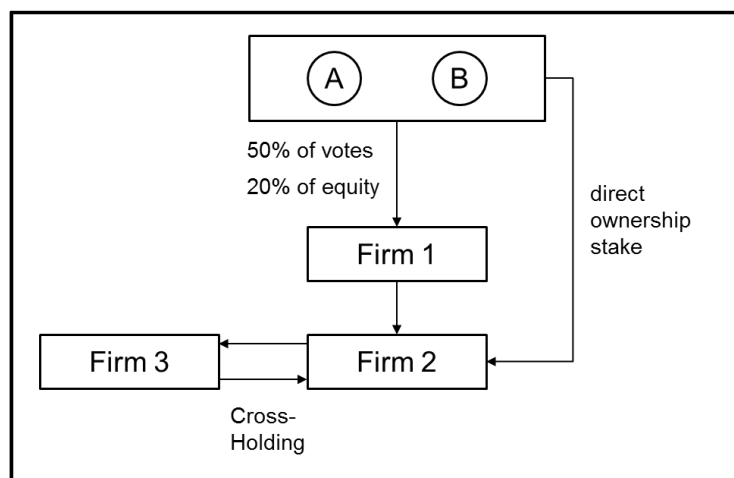 A B
50% of votes
20% of equity
direct
ownership
stake
Firm 1
Firm 3
Firm 2
Cross-
Holding